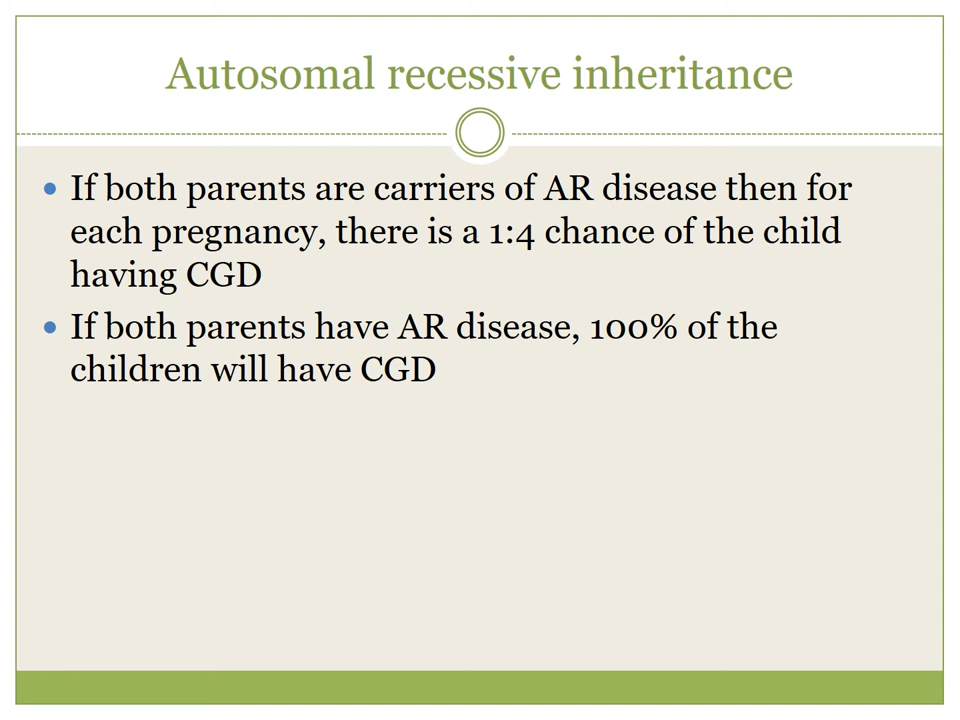 Autosomal recessive inheritance
• If both parents are carriers of AR disease then for
each pregnancy, there is a 1:4 chance of the child
having CGD
• If both parents have AR disease, 100% of the
children will have CGD